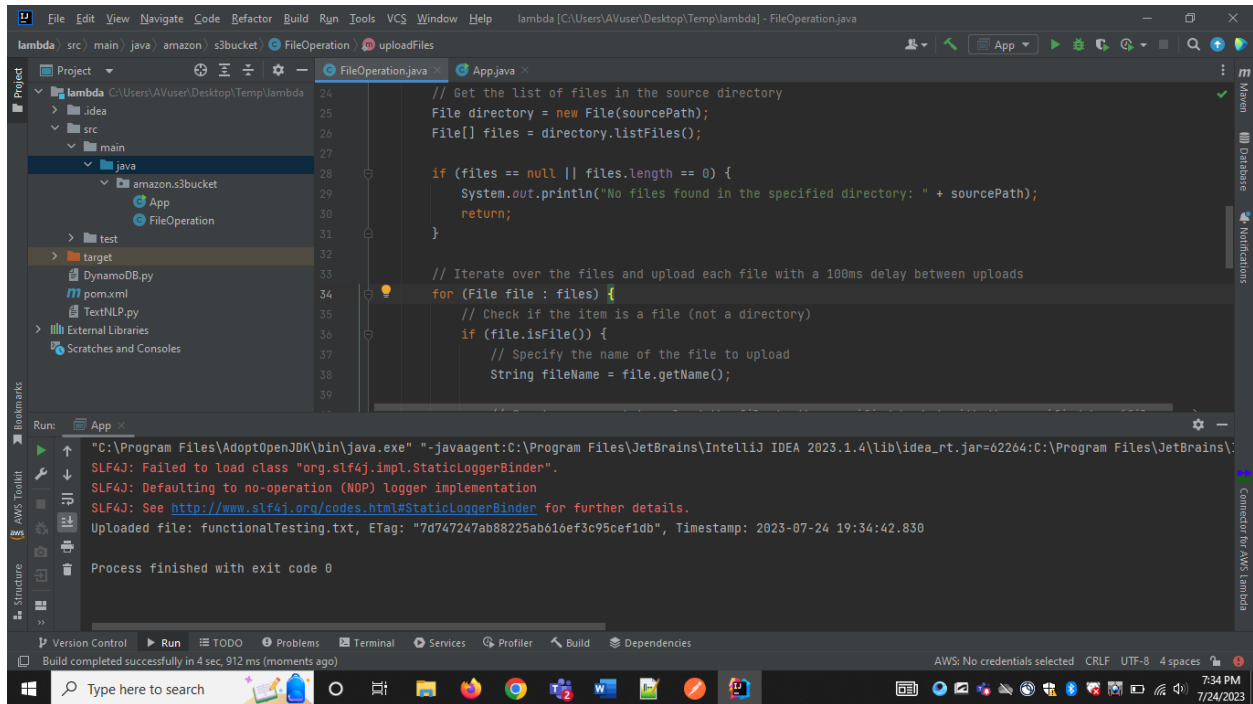 File Edit View Navigate Code Refactor Build Run Tools VCS Window Help lambda [C:\Users\AVuser\Desktop\Temp\lambda] - FileOperation.java
lambda src main java amazon s3bucket FileOperation uploadFiles
App
Project
FileOperation.java
App.java
Project
lambda C:\Users\AVuser\Desktop\Temp\lambda
.idea
src
main
java
amazon.s3bucket
App
FileOperation
test
target
DynamoDB.py
pom.xml
TextNLP.py
External Libraries
Scratches and Consoles
24 // Get the list of files in the source directory
25 File directory = new File(sourcePath);
26 File[] files = directory.listFiles();
27
28 if (files == null || files.length == 0) {
29 System.out.println("No files found in the specified directory: " + sourcePath);
30 return;
31 }
32
33 // Iterate over the files and upload each file with a 100ms delay between uploads
34 for (File file : files) {
35 // Check if the item is a file (not a directory)
36 if (file.isFile()) {
37 // Specify the name of the file to upload
38 String fileName = file.getName();
39
m Maven
Database
Notifications
Connector for AWS Lambda
Bookmarks
AWS Toolkit
aws
Structure
Run: App
"C:\Program Files\AdoptOpenJDK\bin\java.exe" "-javaagent:C:\Program Files\JetBrains\IntelliJ IDEA 2023.1.4\lib\idea_rt.jar=62264:C:\Program Files\JetBrains\
SLF4J: Failed to load class "org.slf4j.impl.StaticLoggerBinder".
SLF4J: Defaulting to no-operation (NOP) logger implementation
SLF4J: See http://www.slf4j.org/codes.html#StaticLoggerBinder for further details.
Uploaded file: functionalTesting.txt, ETag: "7d747247ab88225ab616ef3c95cef1db", Timestamp: 2023-07-24 19:34:42.830
Process finished with exit code 0
Version Control Run TODO Problems Terminal Services Profiler Build Dependencies
Build completed successfully in 4 sec, 912 ms (moments ago)
AWS: No credentials selected CRLF UTF-8 4 spaces
Type here to search
7:34 PM
7/24/2023